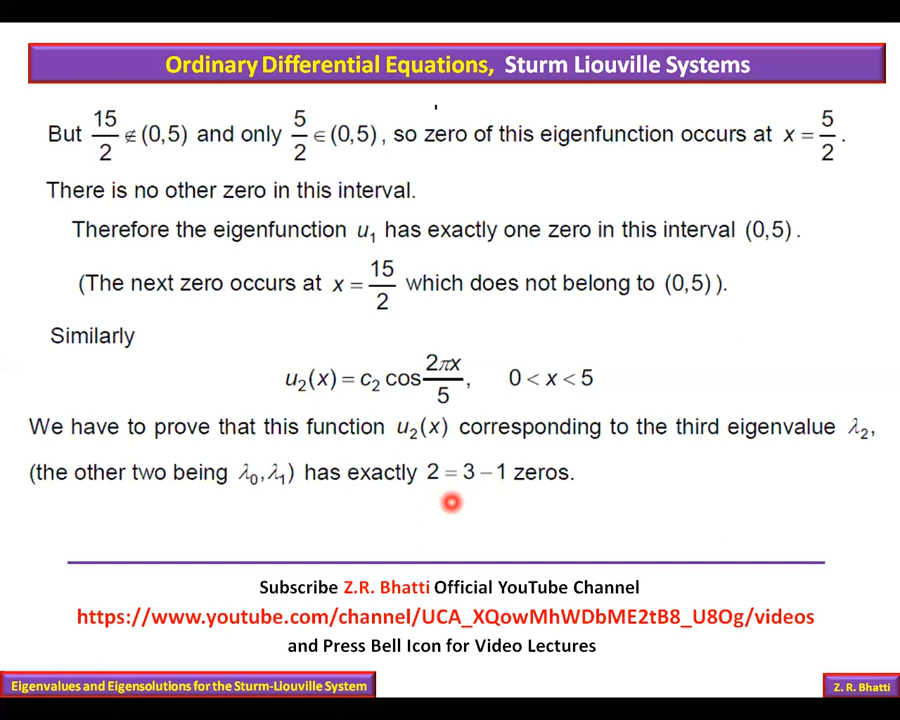 Ordinary Differential Equations, Sturm Liouville Systems
But 15/2 ∉ (0,5) and only 5/2 ∈ (0,5), so zero of this eigenfunction occurs at x = 5/2.
There is no other zero in this interval.
Therefore the eigenfunction u₁ has exactly one zero in this interval (0,5).
(The next zero occurs at x = 15/2 which does not belong to (0,5)).
Similarly
u₂(x) = c₂ cos 2πx/5, 0 < x < 5
We have to prove that this function u₂(x) corresponding to the third eigenvalue λ₂,
(the other two being λ₀, λ₁) has exactly 2 = 3 − 1 zeros.
Subscribe Z.R. Bhatti Official YouTube Channel
https://www.youtube.com/channel/UCA_XQowMhWDbME2tB8_U8Og/videos
and Press Bell Icon for Video Lectures
Eigenvalues and Eigensolutions for the Sturm-Liouville System
Z. R. Bhatti